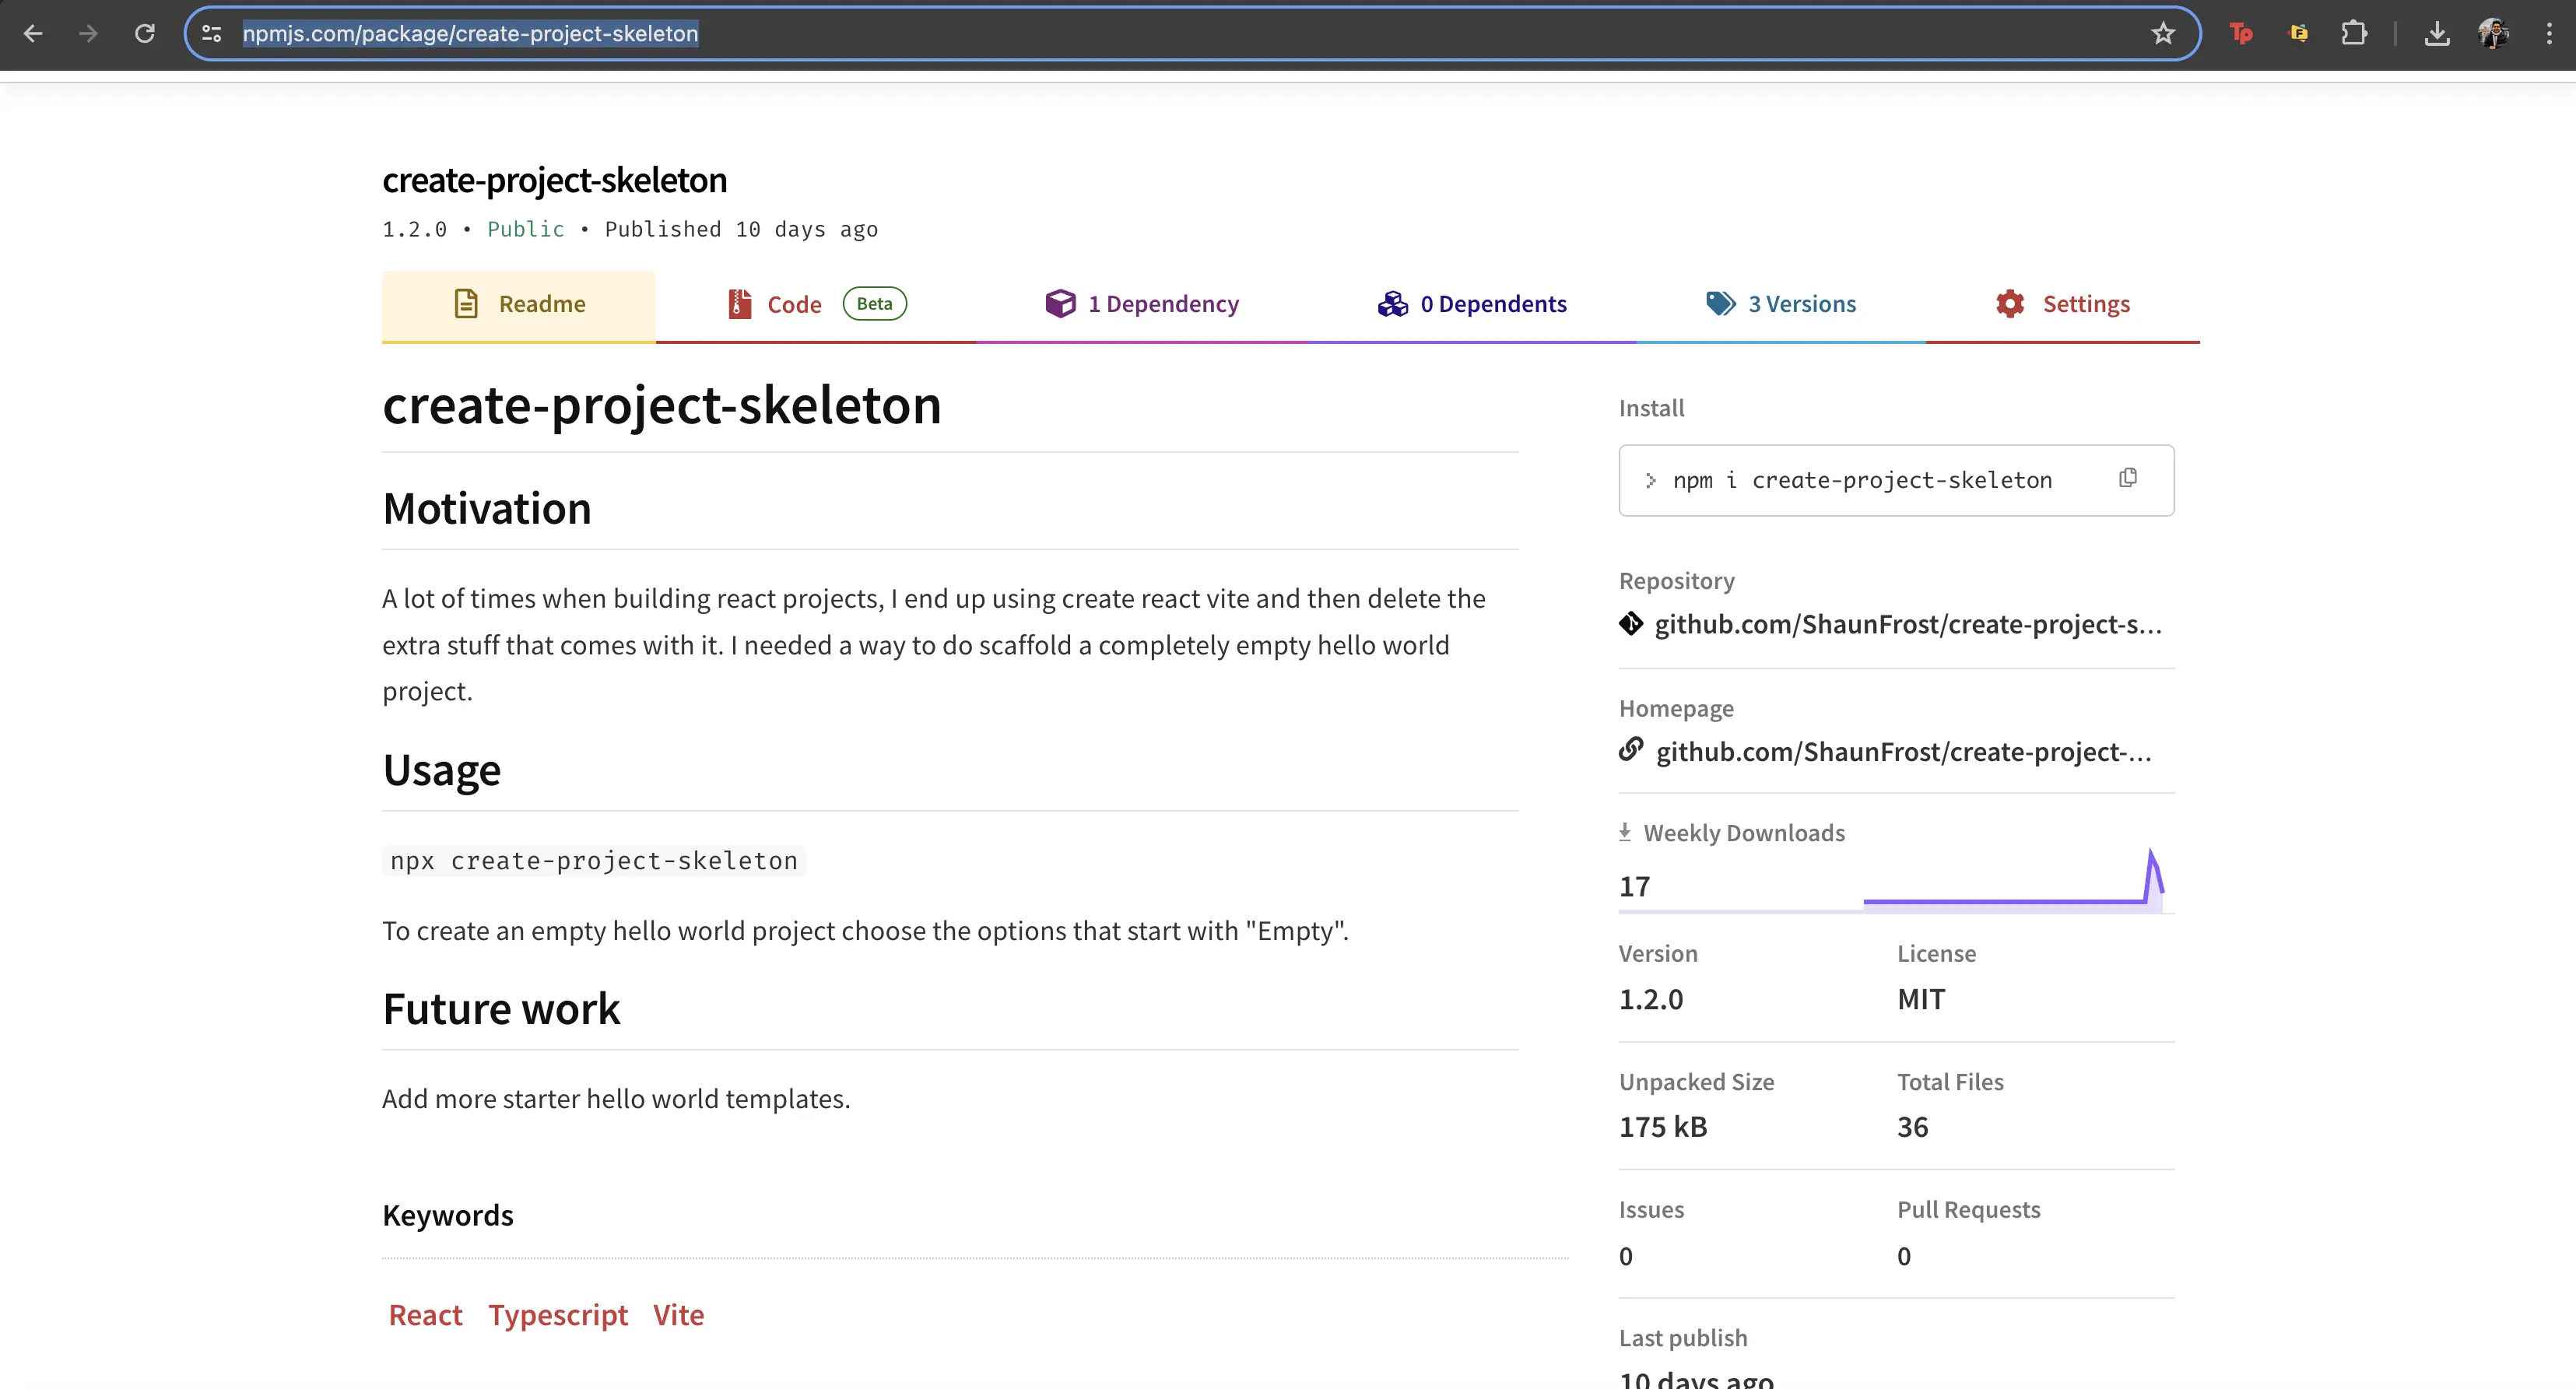 npmjs.com/package/create-project-skeleton
Tp
F
create-project-skeleton
1.2.0 • Public • Published 10 days ago
Readme
Code Beta
1 Dependency
0 Dependents
3 Versions
Settings
create-project-skeleton
Motivation
A lot of times when building react projects, I end up using create react vite and then delete the
extra stuff that comes with it. I needed a way to do scaffold a completely empty hello world
project.
Usage
npx create-project-skeleton
To create an empty hello world project choose the options that start with "Empty".
Future work
Add more starter hello world templates.
Keywords
React Typescript Vite
Install
> npm i create-project-skeleton
Repository
github.com/ShaunFrost/create-project-s...
Homepage
github.com/ShaunFrost/create-project-...
Weekly Downloads
17
Version
1.2.0
License
MIT
Unpacked Size
175 kB
Total Files
36
Issues
0
Pull Requests
0
Last publish
10 days ago